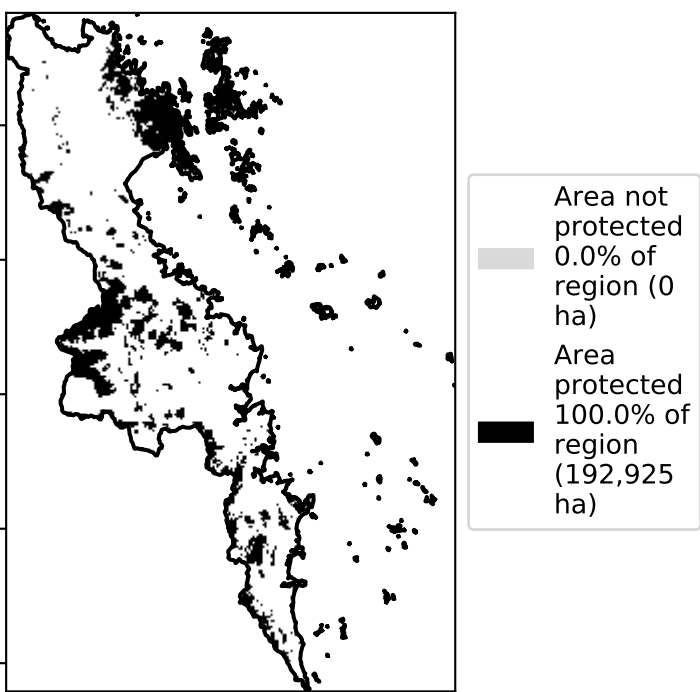 Area not
protected
0.0% of
region (0
ha)
Area
protected
100.0% of
region
(192,925
ha)